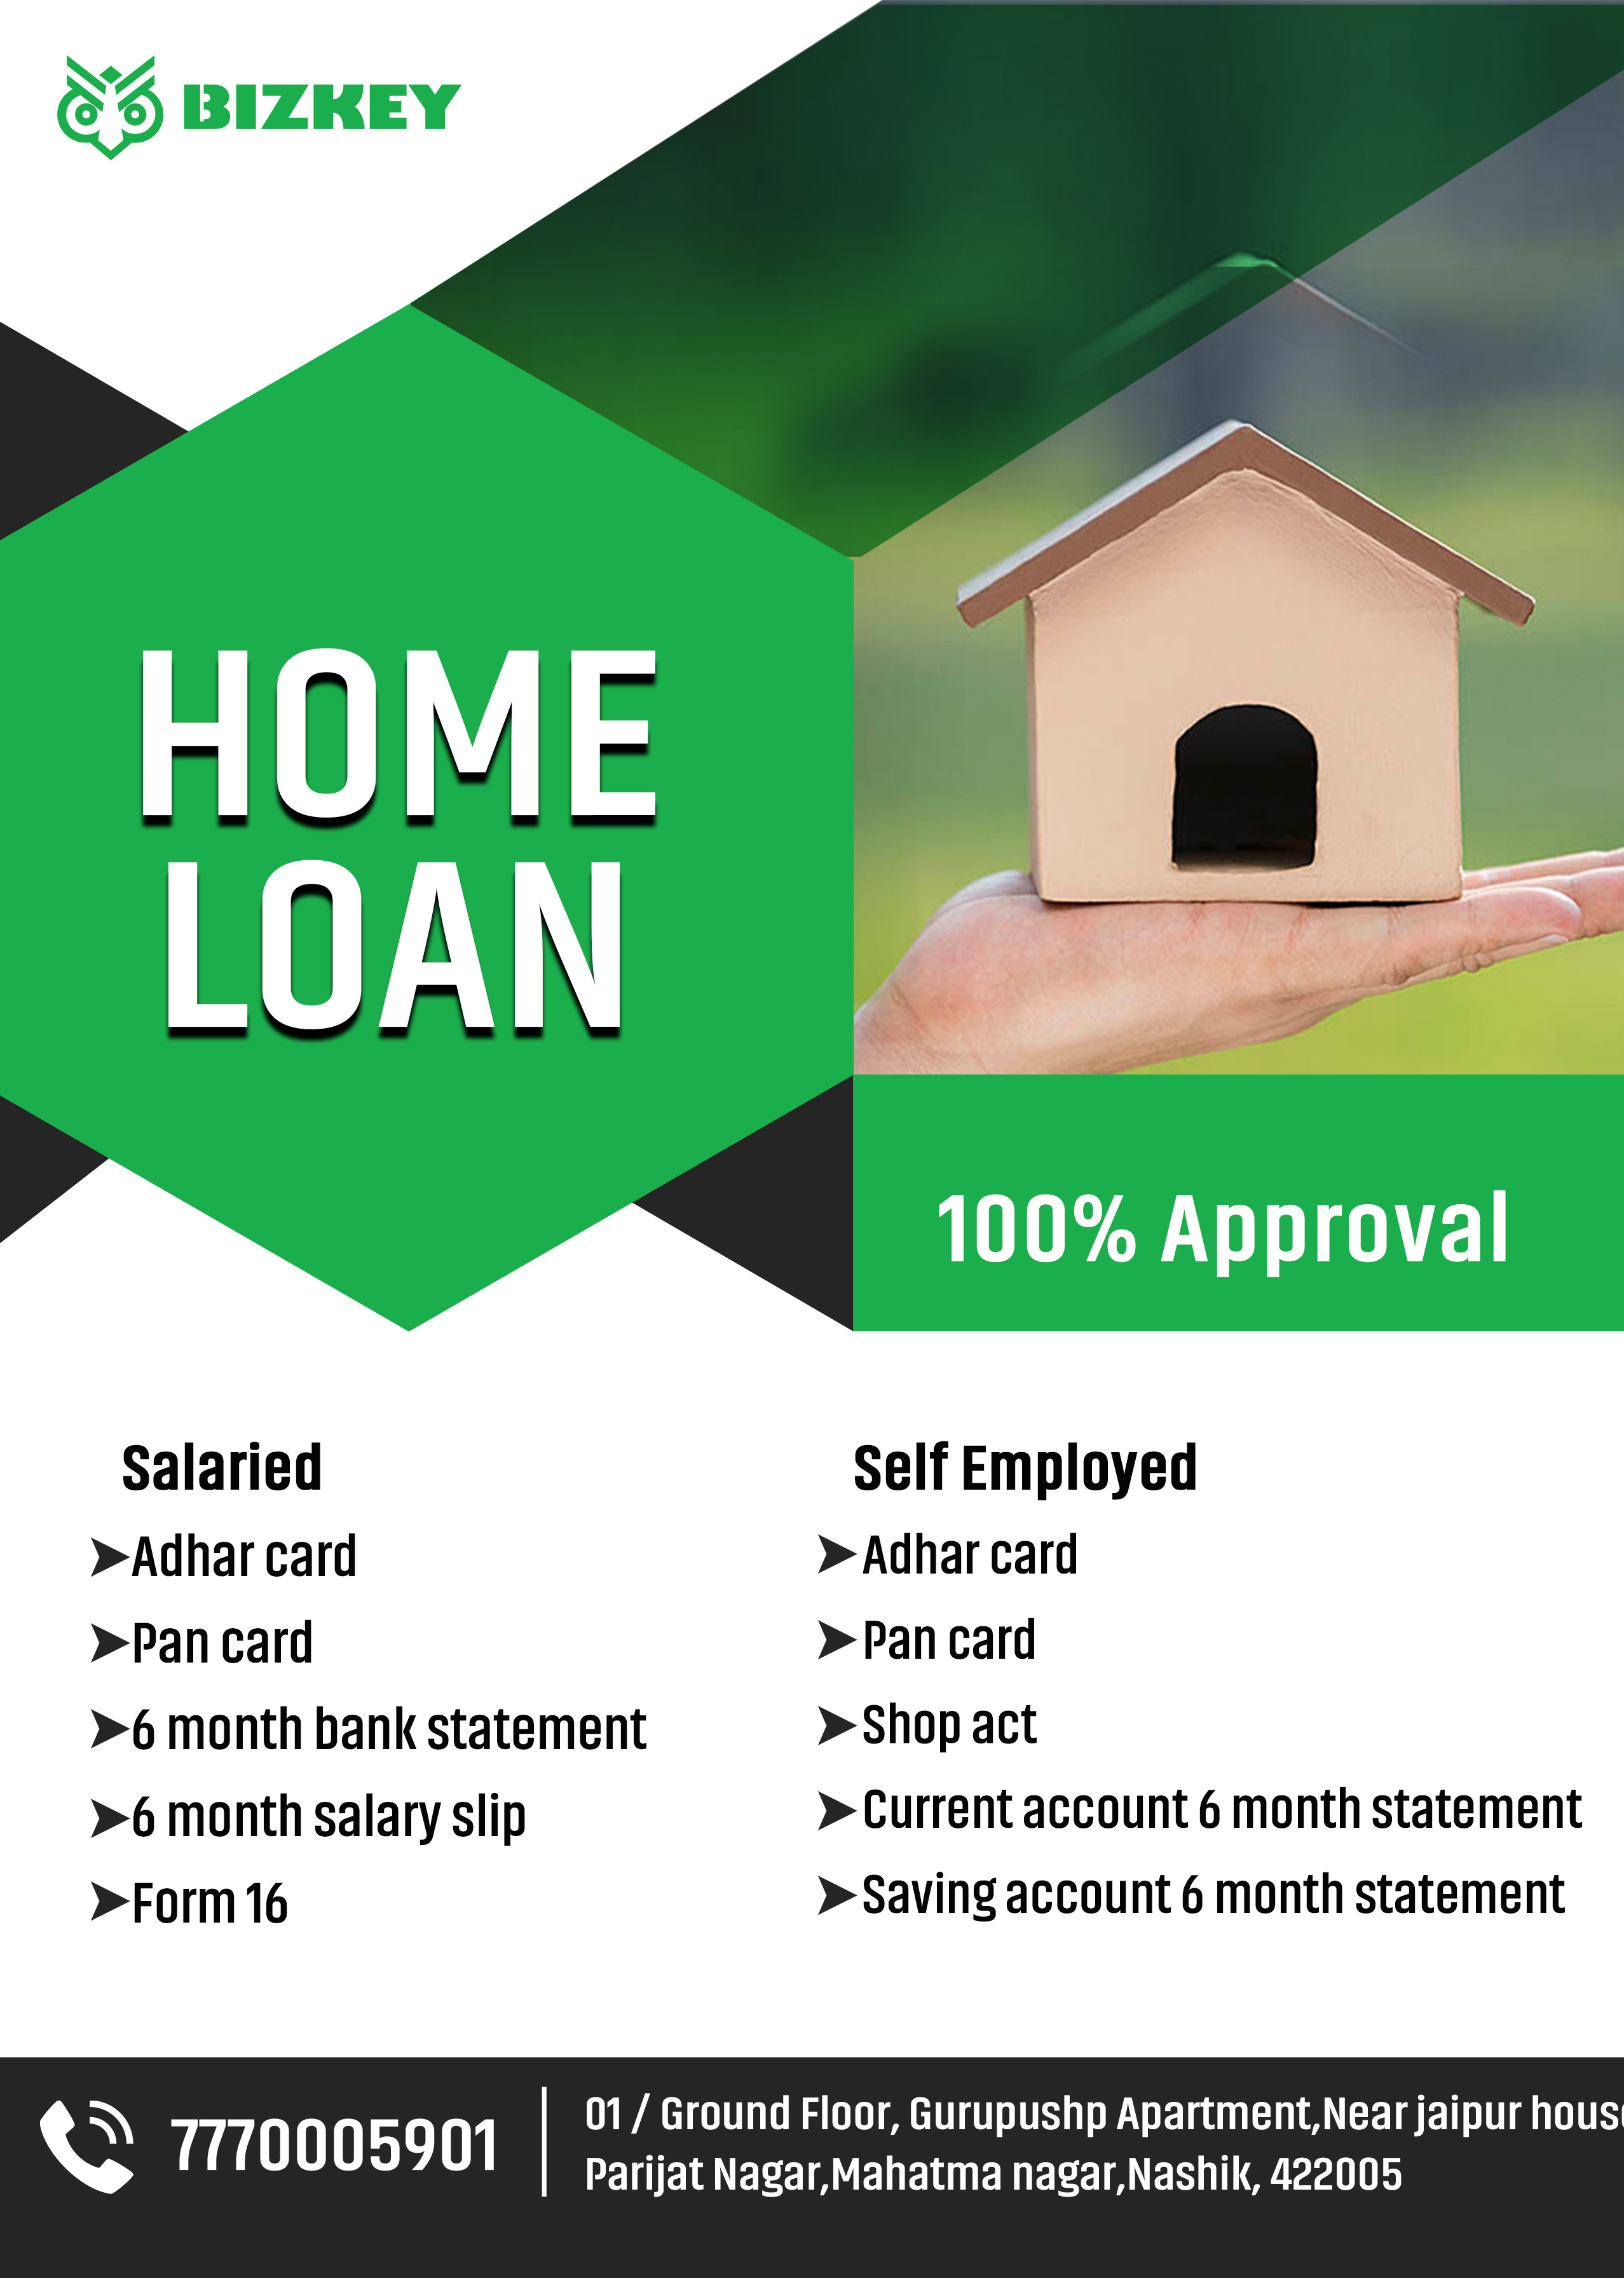 BIZKEY
HOME
LOAN
100% Approval
Salaried
➤Adhar card
➤Pan card
➤6 month bank statement
➤6 month salary slip
➤Form 16
Self Employed
➤Adhar card
➤Pan card
➤Shop act
➤Current account 6 month statement
➤Saving account 6 month statement
7770005901
01 / Ground Floor, Gurupushp Apartment,Near jaipur house
Parijat Nagar,Mahatma nagar,Nashik, 422005